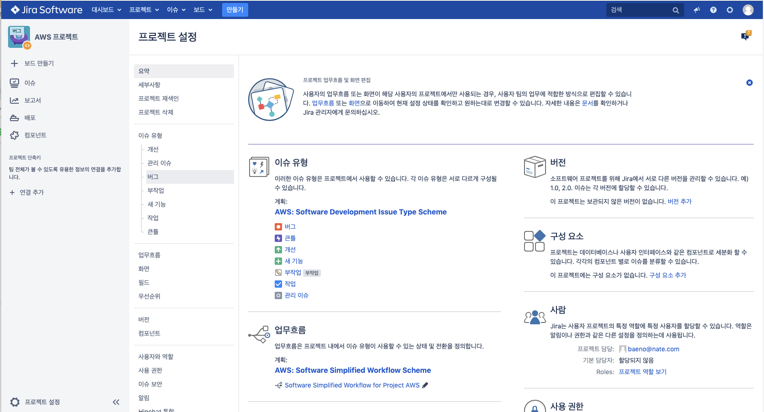 Jira Software 대시보드 프로젝트 이슈 보드 만들기 검색
버그
AWS 프로젝트
보드 만들기
이슈
보고서
배포
컴포넌트
프로젝트 단축키
팀 전체가 볼 수 있도록 유용한 정보의 연결을 추가합
니다.
연결 추가
프로젝트 설정
프로젝트 설정
요약
세부사항
프로젝트 재색인
프로젝트 삭제
이슈 유형
개선
관리 이슈
버그
부작업
새 기능
작업
큰틀
업무흐름
화면
필드
우선순위
버전
컴포넌트
사용자와 역할
사용 권한
이슈 보안
알림
Hipchat 통합
프로젝트 업무흐름 및 화면 편집
사용자의 업무흐름 또는 화면이 해당 사용자의 프로젝트에서만 사용되는 경우, 사용자 팀의 업무에 적합한 방식으로 편집할 수 있습니
다. 업무흐름 또는 화면으로 이동하여 현재 설정 상태를 확인하고 원하는대로 변경할 수 있습니다. 자세한 내용은 문서를 확인하거나
Jira 관리자에게 문의하십시오.
이슈 유형
이러한 이슈 유형은 프로젝트에서 사용할 수 있습니다. 각 이슈 유형은 서로 다르게 구성될
수 있습니다.
계획:
AWS: Software Development Issue Type Scheme
버그
큰틀
개선
새 기능
부작업 부작업
작업
관리 이슈
업무흐름
업무흐름은 프로젝트 내에서 이슈 유형이 사용할 수 있는 상태 및 전환을 정의합니다.
계획:
AWS: Software Simplified Workflow Scheme
Software Simplified Workflow for Project AWS
버전
소프트웨어 프로젝트를 위해 Jira에서 서로 다른 버전을 관리할 수 있습니다. 예)
1.0, 2.0. 이슈는 각 버전에 할당할 수 있습니다.
이 프로젝트는 보관되지 않은 버전이 없습니다. 버전 추가
구성 요소
프로젝트는 데이터베이스나 사용자 인터페이스와 같은 컴포넌트로 세분화 할 수
있습니다. 각각의 컴포넌트 별로 이슈를 분류할 수 있습니다.
이 프로젝트에는 구성 요소가 없습니다. 구성 요소 추가
사람
Jira는 사용자 프로젝트의 특정 역할에 특정 사용자를 할당할 수 있습니다. 역할은
알림이나 권한과 같은 다른 설정을 정의하는데 사용됩니다.
프로젝트 담당: baeno@nate.com
기본 담당자: 할당되지 않음
Roles: 프로젝트 역할 보기
사용 권한